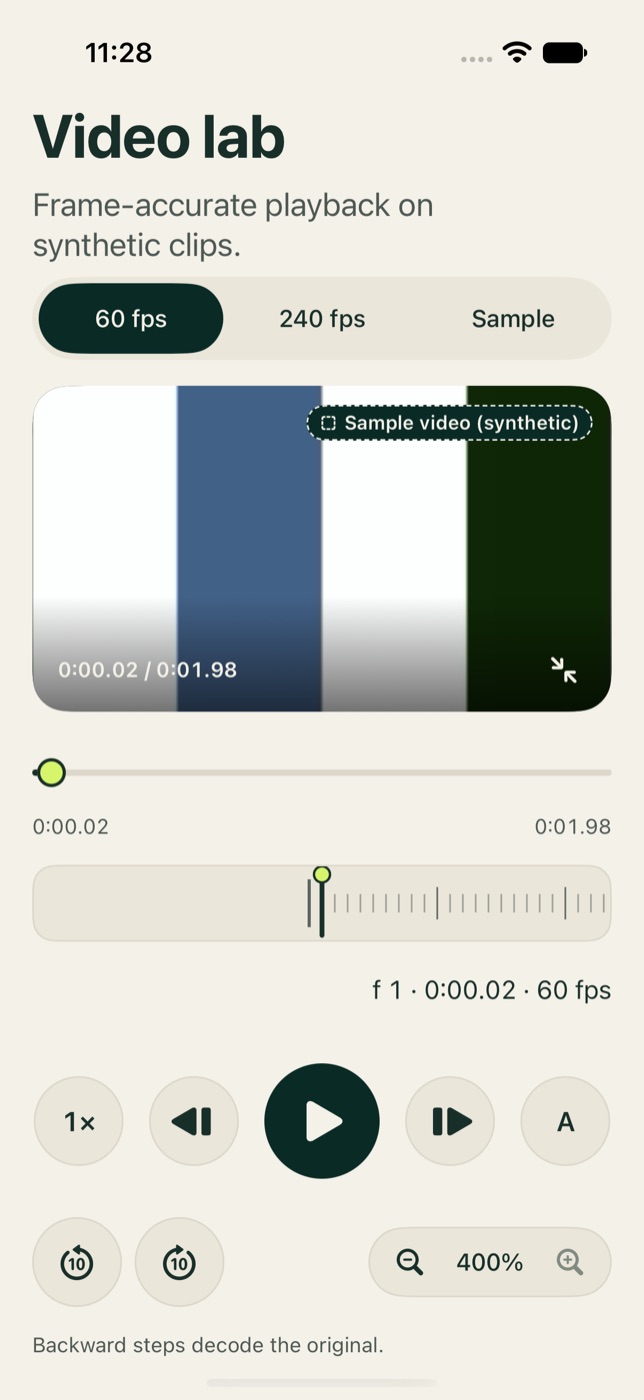 11:28
Video lab
Frame-accurate playback on
synthetic clips.
60 fps
240 fps
Sample
Sample video (synthetic)
0:00.02 / 0:01.98
0:00.02
0:01.98
f 1 · 0:00.02 · 60 fps
1×
A
10
10
400%
Backward steps decode the original.